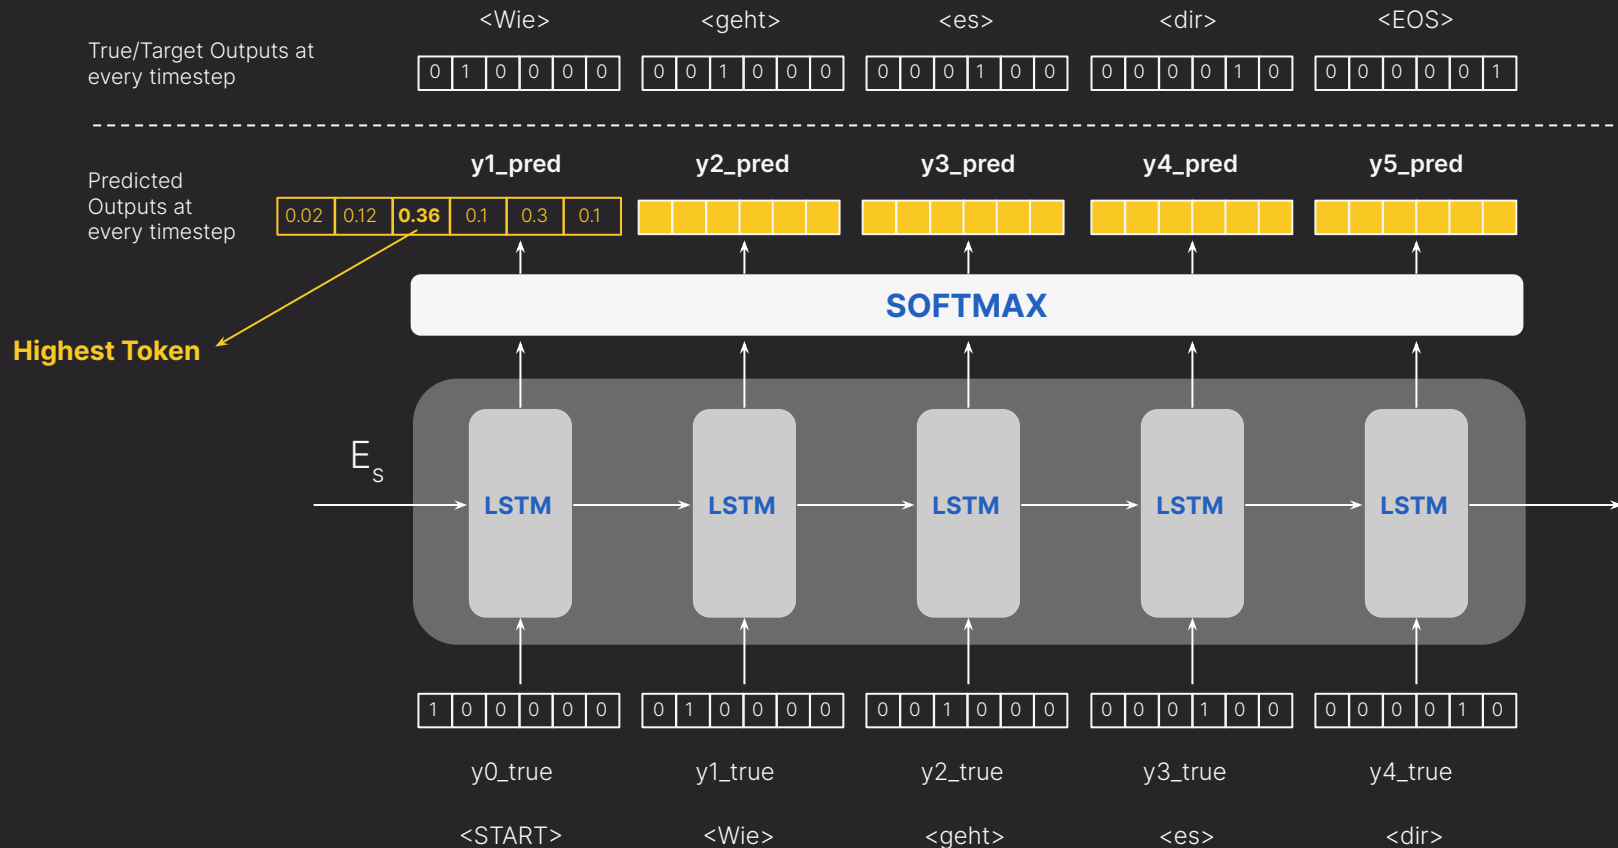 <Wie> <geht> <es> <dir> <EOS>
True/Target Outputs at
every timestep
0 1 0 0 0 0 0 0 1 0 0 0 0 0 0 1 0 0 0 0 0 0 1 0 0 0 0 0 0 1
y1_pred y2_pred y3_pred y4_pred y5_pred
Predicted
Outputs at
every timestep
0.02 0.12 0.36 0.1 0.3 0.1
SOFTMAX
Highest Token
Es
LSTM LSTM LSTM LSTM LSTM
1 0 0 0 0 0 0 1 0 0 0 0 0 0 1 0 0 0 0 0 0 1 0 0 0 0 0 0 1 0
y0_true y1_true y2_true y3_true y4_true
<START> <Wie> <geht> <es> <dir>